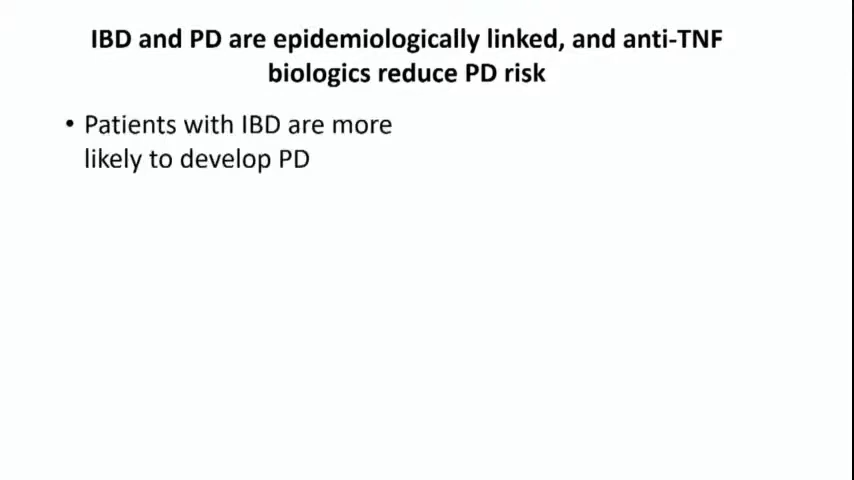 IBD and PD are epidemiologically linked, and anti-TNF
biologics reduce PD risk
• Patients with IBD are more
likely to develop PD